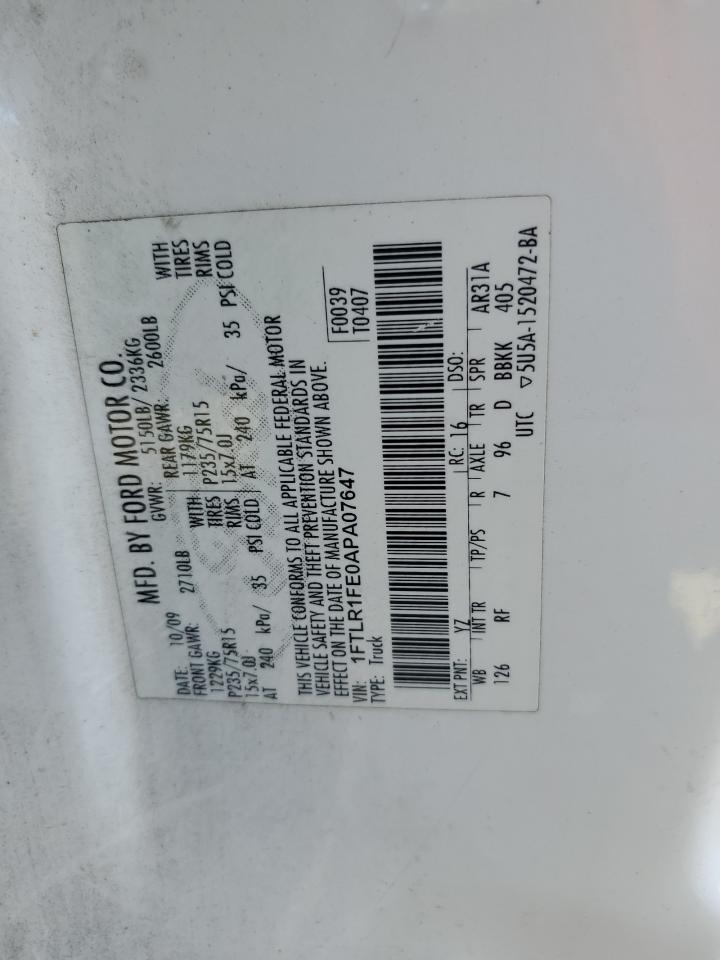 MFD. BY FORD MOTOR CO.
DATE: 10/09 GVWR: 5150LB/ 2336KG
FRONT GAWR: 2710LB REAR GAWR: 2600LB
1229KG WITH 1179KG WITH
P235/75R15 TIRES P235/75R15 TIRES
15x7.0J RIMS 15x7.0J RIMS
AT 240 kPa/ 35 PSI COLD AT 240 kPa/ 35 PSI COLD
THIS VEHICLE CONFORMS TO ALL APPLICABLE FEDERAL MOTOR
VEHICLE SAFETY AND THEFT PREVENTION STANDARDS IN
EFFECT ON THE DATE OF MANUFACTURE SHOWN ABOVE.
VIN: 1FTLR1FE0APA07647
TYPE: Truck
F0039
T0407
EXT PNT: YZ RC: 16 DSO:
WB INT TR TP/PS R AXLE TR SPR AR31A
126 RF 7 96 D BBKK 405
UTC ▽5U5A-1520472-BA